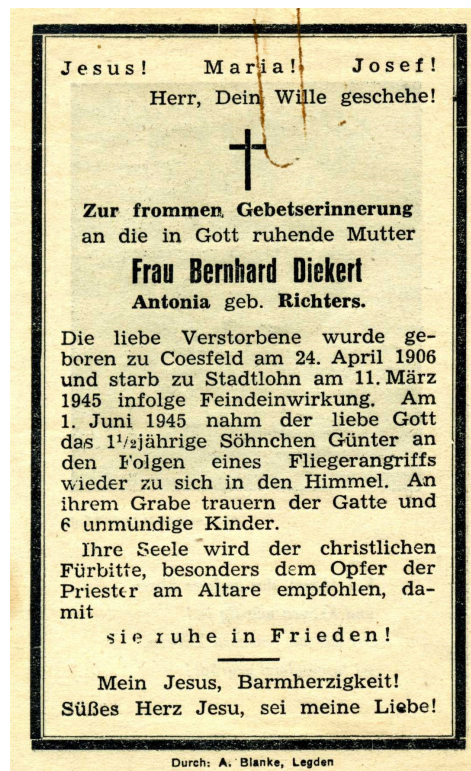 Jesus! Maria! Josef!
Herr, Dein Wille geschehe!
Zur frommen Gebetserinnerung
an die in Gott ruhende Mutter
Frau Bernhard Diekert
Antonia geb. Richters.
Die liebe Verstorbene wurde ge-
boren zu Coesfeld am 24. April 1906
und starb zu Stadtlohn am 11. März
1945 infolge Feindeinwirkung. Am
1. Juni 1945 nahm der liebe Gott
das 1½jährige Söhnchen Günter an
den Folgen eines Fliegerangriffs
wieder zu sich in den Himmel. An
ihrem Grabe trauern der Gatte und
6 unmündige Kinder.
Ihre Seele wird der christlichen
Fürbitte, besonders dem Opfer der
Priester am Altare empfohlen, da-
mit
sie ruhe in Frieden!
Mein Jesus, Barmherzigkeit!
Süßes Herz Jesu, sei meine Liebe!
Durch: A. Blanke, Legden